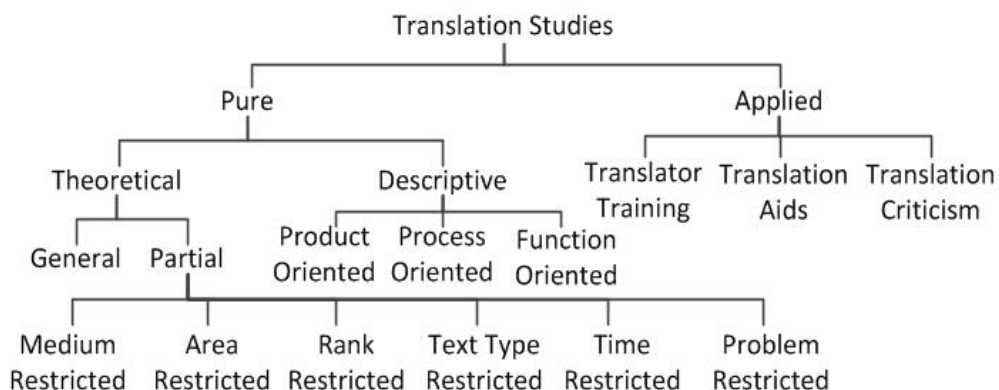 Translation Studies
Pure Applied
Theoretical Descriptive Translator Training Translation Aids Translation Criticism
General Partial Product Oriented Process Oriented Function Oriented
Medium Restricted Area Restricted Rank Restricted Text Type Restricted Time Restricted Problem Restricted